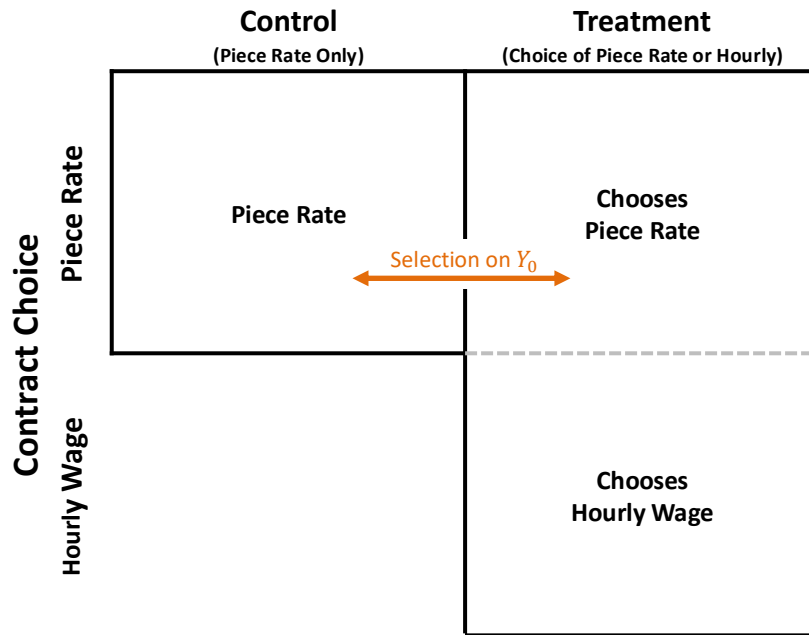 Control
(Piece Rate Only)
Treatment
(Choice of Piece Rate or Hourly)
Contract Choice
Piece Rate
Hourly Wage
Piece Rate
Chooses
Piece Rate
Selection on Y₀
Chooses
Hourly Wage